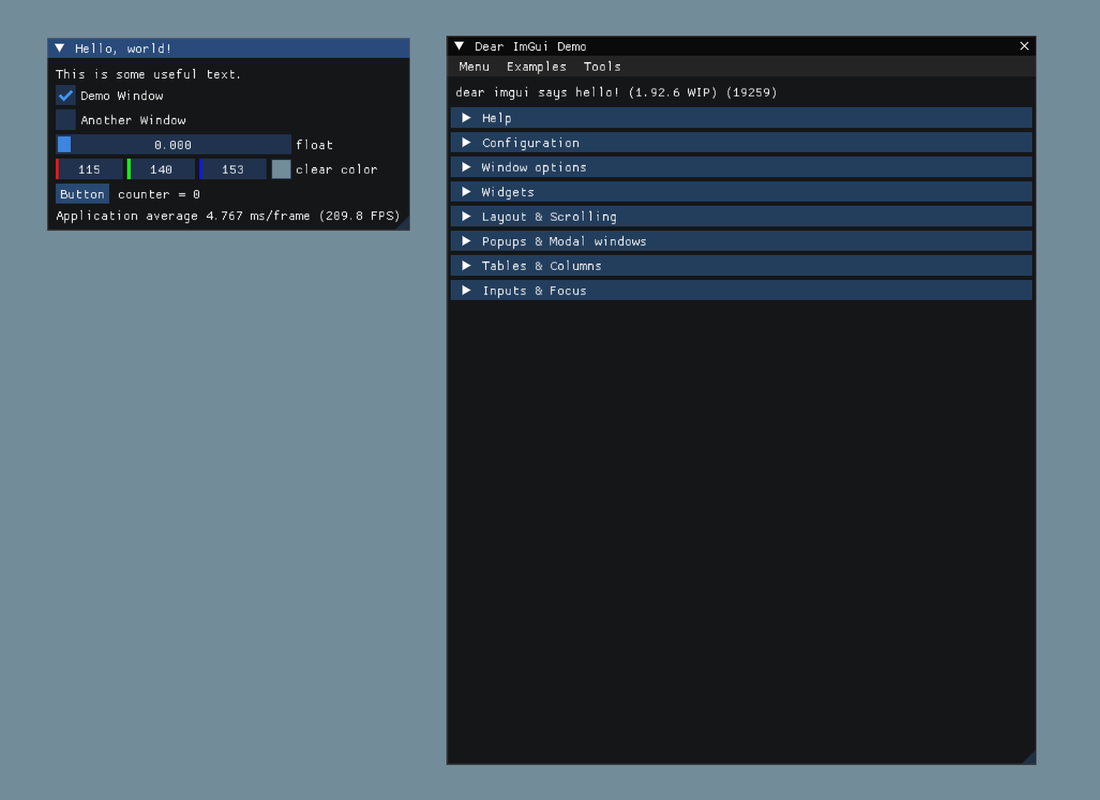 Hello, world!
This is some useful text.
Demo Window
Another Window
0.000 float
115 140 153 clear color
Button counter = 0
Application average 4.767 ms/frame (209.8 FPS)
Dear ImGui Demo
Menu Examples Tools
dear imgui says hello! (1.92.6 WIP) (19259)
Help
Configuration
Window options
Widgets
Layout & Scrolling
Popups & Modal windows
Tables & Columns
Inputs & Focus